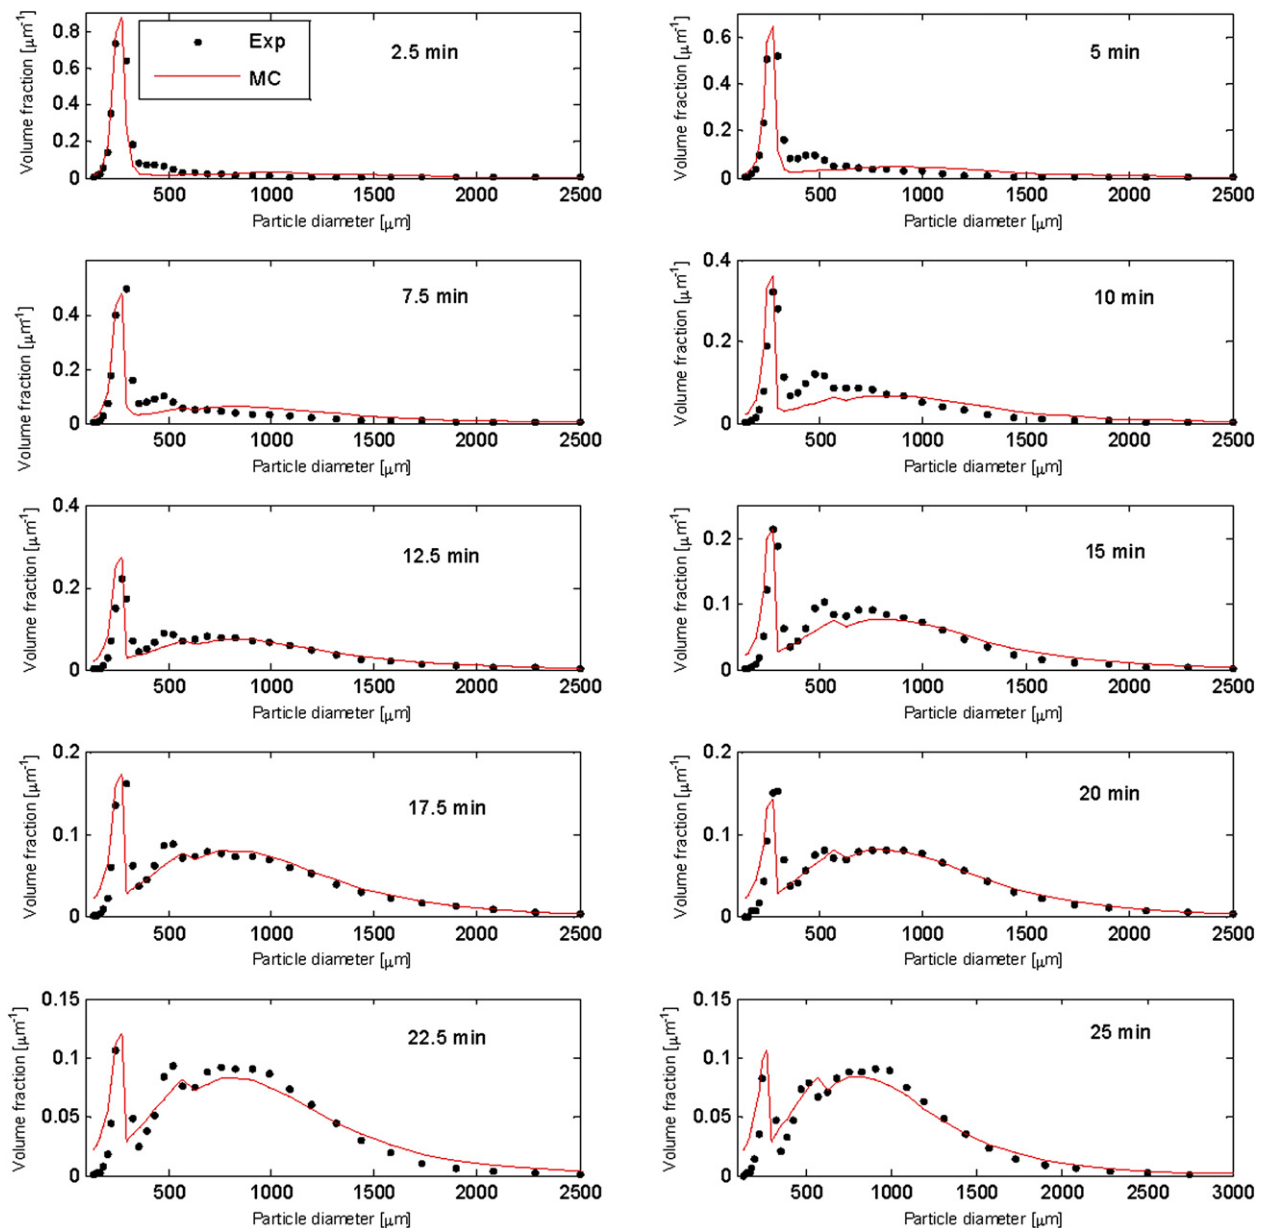 0.8
0.6
0.4
0.2
0
Volume fraction [μm-1]
Exp
MC
2.5 min
500 1000 1500 2000 2500
Particle diameter [μm]
0.6
0.4
0.2
0
Volume fraction [μm-1]
5 min
500 1000 1500 2000 2500
Particle diameter [μm]
0.4
0.2
0
Volume fraction [μm-1]
7.5 min
500 1000 1500 2000 2500
Particle diameter [μm]
0.4
0.2
0
Volume fraction [μm-1]
10 min
500 1000 1500 2000 2500
Particle diameter [μm]
0.4
0.2
0
Volume fraction [μm-1]
12.5 min
500 1000 1500 2000 2500
Particle diameter [μm]
0.2
0.1
0
Volume fraction [μm-1]
15 min
500 1000 1500 2000 2500
Particle diameter [μm]
0.2
0.1
0
Volume fraction [μm-1]
17.5 min
500 1000 1500 2000 2500
Particle diameter [μm]
0.2
0.1
0
Volume fraction [μm-1]
20 min
500 1000 1500 2000 2500
Particle diameter [μm]
0.15
0.1
0.05
0
Volume fraction [μm-1]
22.5 min
500 1000 1500 2000 2500
Particle diameter [μm]
0.15
0.1
0.05
0
Volume fraction [μm-1]
25 min
500 1000 1500 2000 2500 3000
Particle diameter [μm]